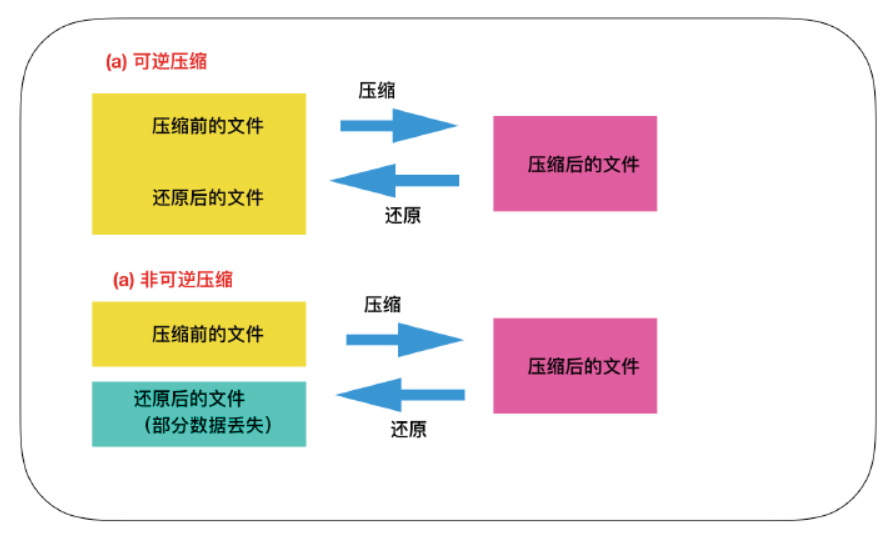 (a) 可逆压缩
压缩
压缩前的文件
压缩后的文件
还原后的文件
还原
(a) 非可逆压缩
压缩
压缩前的文件
压缩后的文件
还原后的文件
（部分数据丢失）
还原